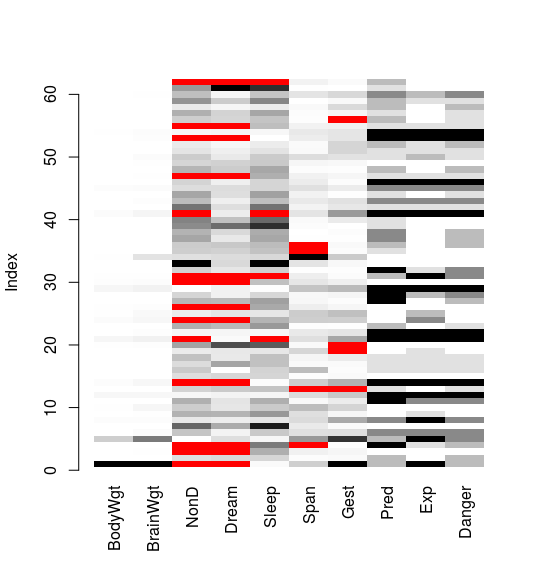 60
50
40
30
20
10
0
Index
BodyWgt
BrainWgt
NonD
Dream
Sleep
Span
Gest
Pred
Exp
Danger